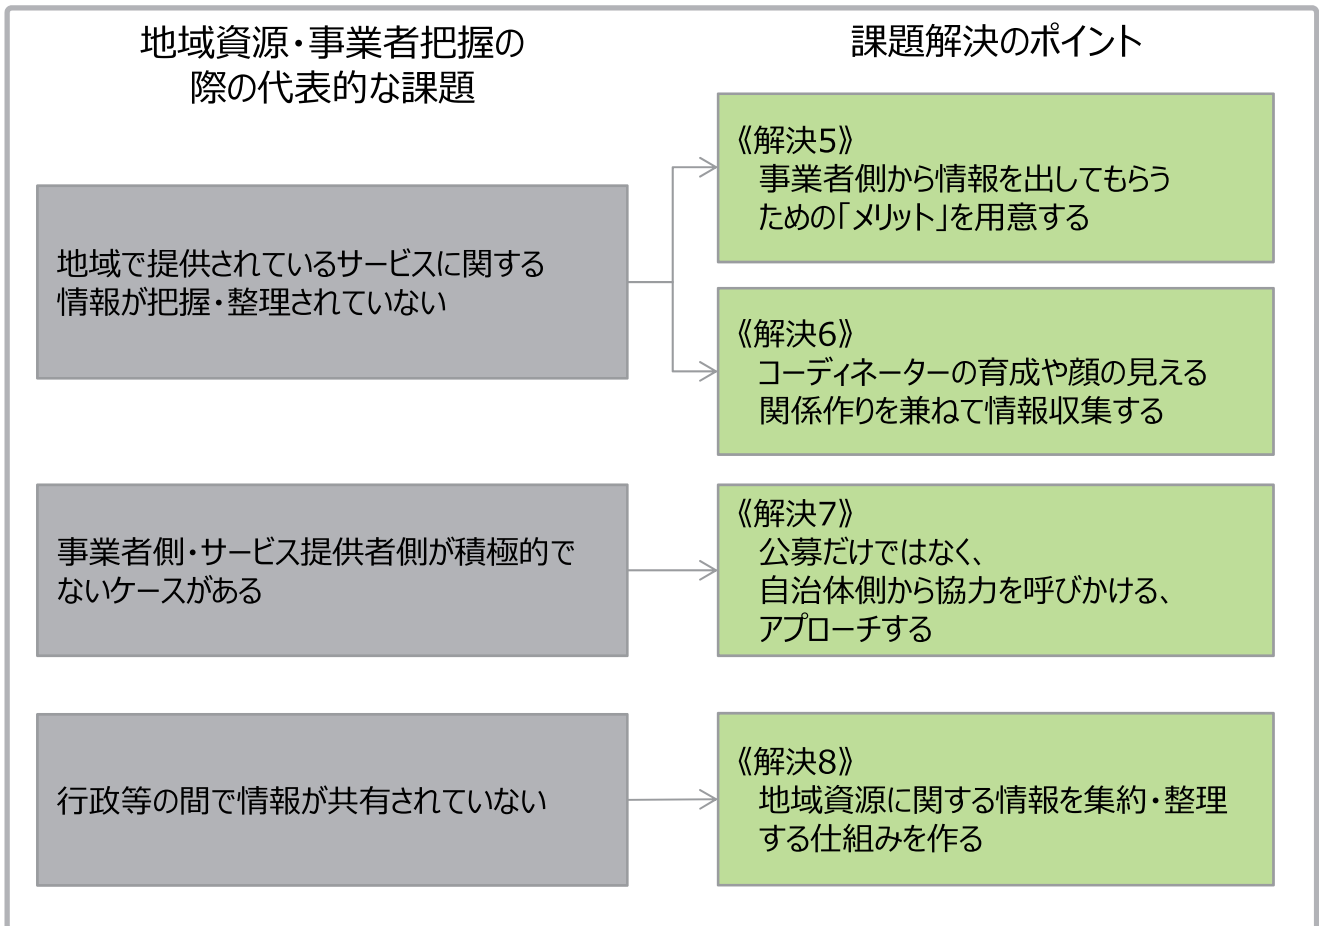 地域資源・事業者把握の
際の代表的な課題
課題解決のポイント
地域で提供されているサービスに関する
情報が把握・整理されていない
《解決5》
事業者側から情報を出してもらう
ための「メリット」を用意する
《解決6》
コーディネーターの育成や顔の見える
関係作りを兼ねて情報収集する
事業者側・サービス提供者側が積極的で
ないケースがある
《解決7》
公募だけではなく、
自治体側から協力を呼びかける、
アプローチする
行政等の間で情報が共有されていない
《解決8》
地域資源に関する情報を集約・整理
する仕組みを作る